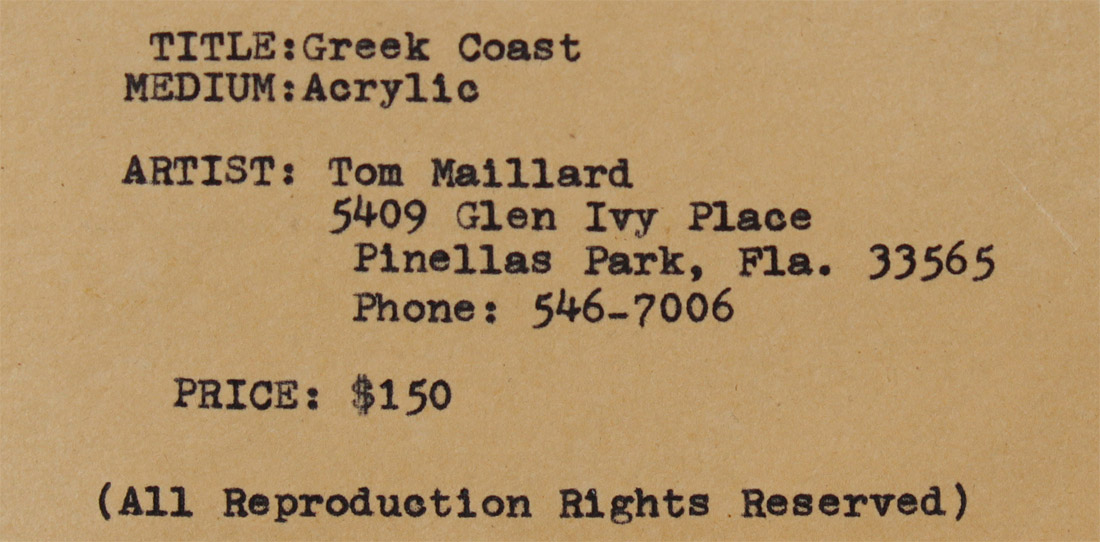 TITLE:Greek Coast
MEDIUM:Acrylic
ARTIST: Tom Maillard
5409 Glen Ivy Place
Pinellas Park, Fla. 33565
Phone: 546-7006
PRICE: $150
(All Reproduction Rights Reserved)